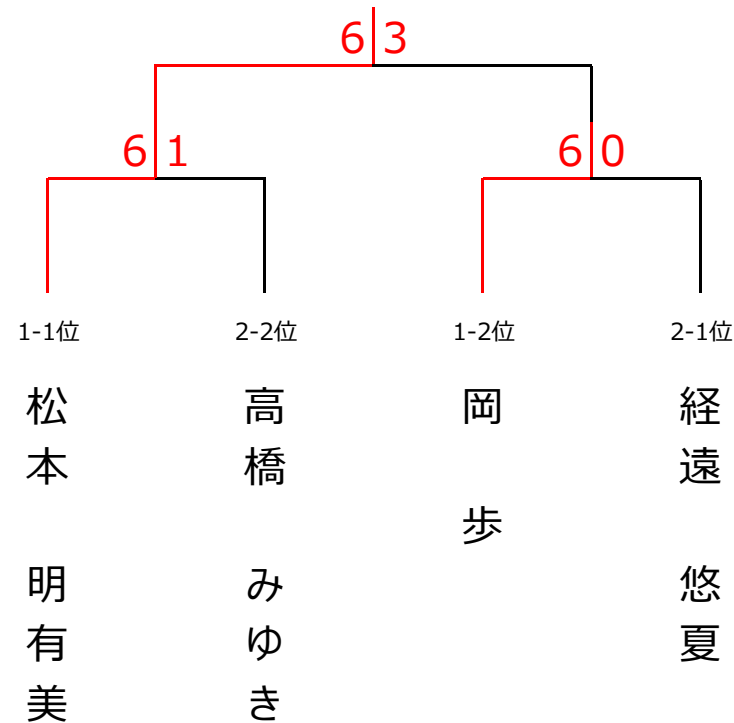 6 3
6 1
6 0
1-1位
2-2位
1-2位
2-1位
松本 明有美
高橋 みゆき
岡 歩
経遠 悠夏